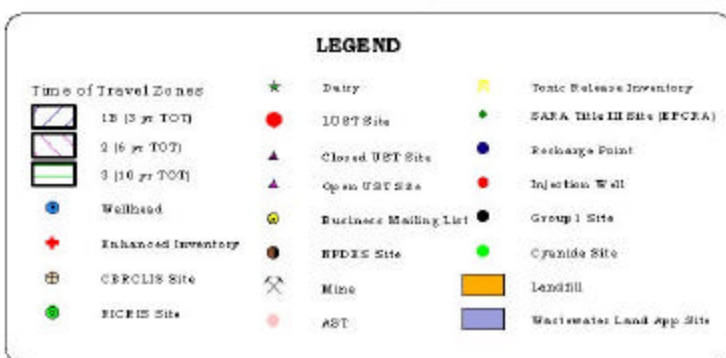 LEGEND
Time of Travel Zones
1B (3 yr TOT)
2 (6 yr TOT)
3 (10 yr TOT)
Wellhead
Enhanced Inventory
CERCLIS Site
RICRIS Site
Dairy
LUST Site
Closed UST Site
Open UST Site
Business Mailing List
NPDES Site
Mine
AST
Toxic Release Inventory
SARA Title III Site (EPCRA)
Recharge Point
Injection Well
Group 1 Site
Cyanide Site
Landfill
Wastewater Land App Site